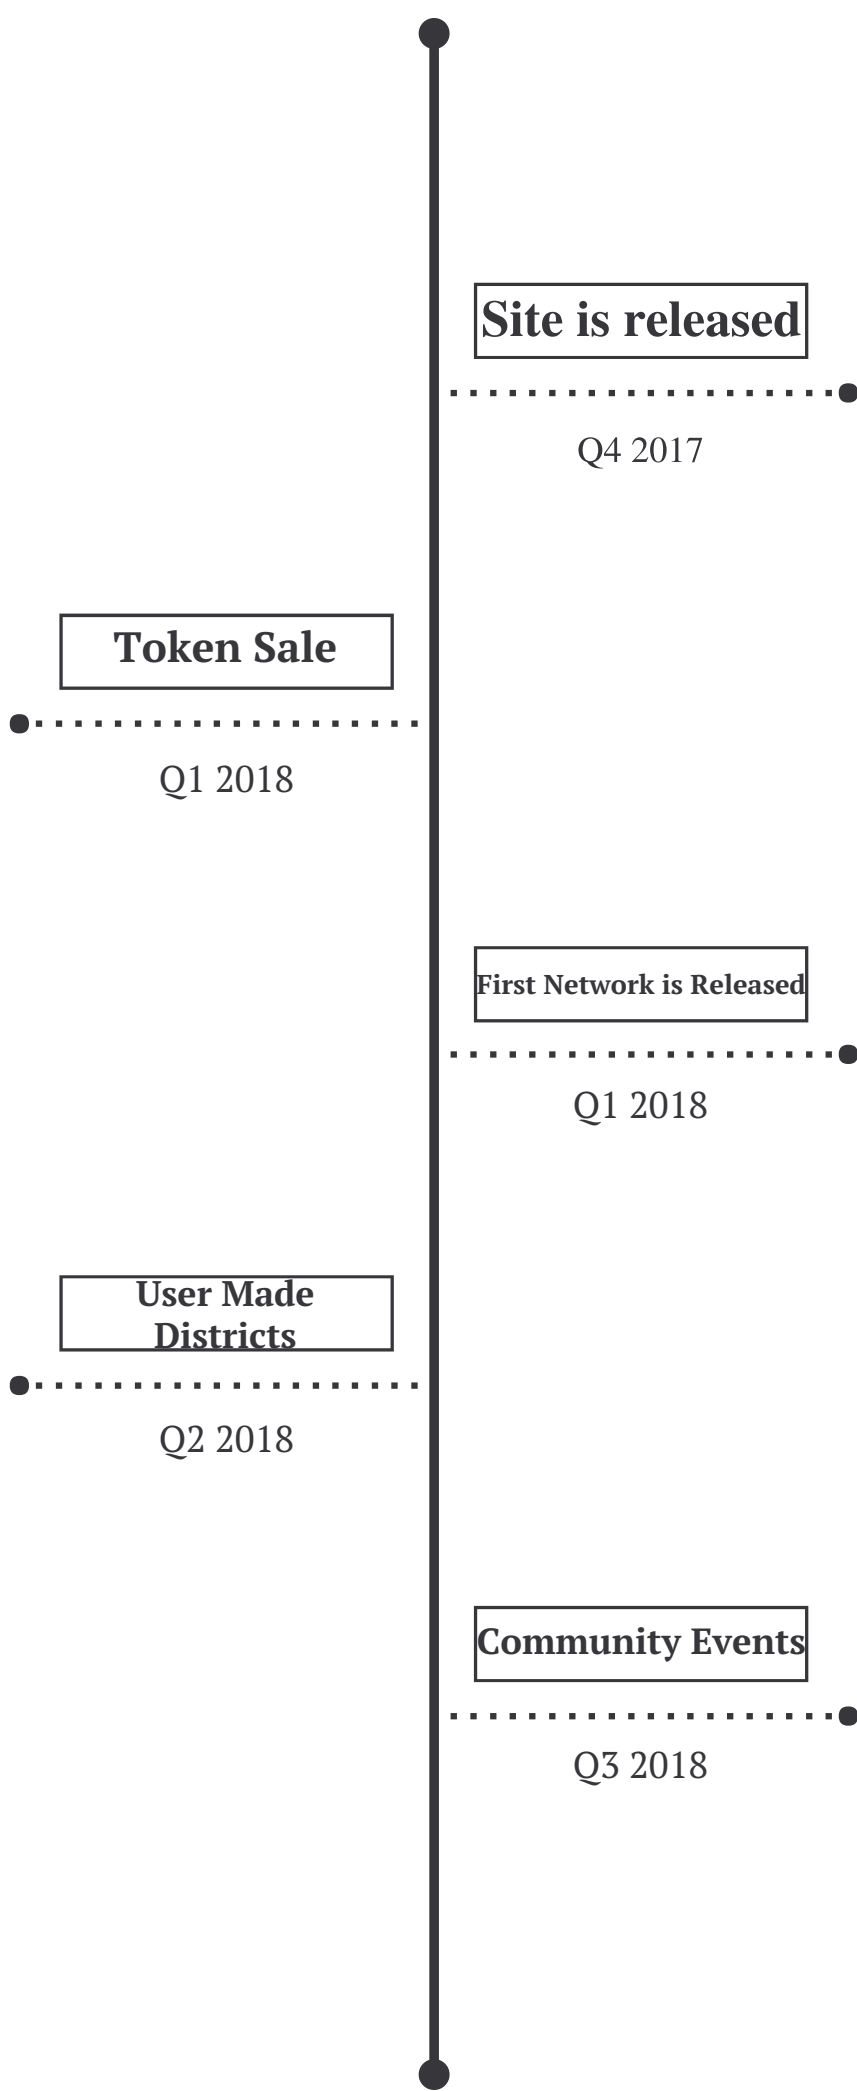 Site is released
Q4 2017
Token Sale
Q1 2018
First Network is Released
Q1 2018
User Made
Districts
Q2 2018
Community Events
Q3 2018